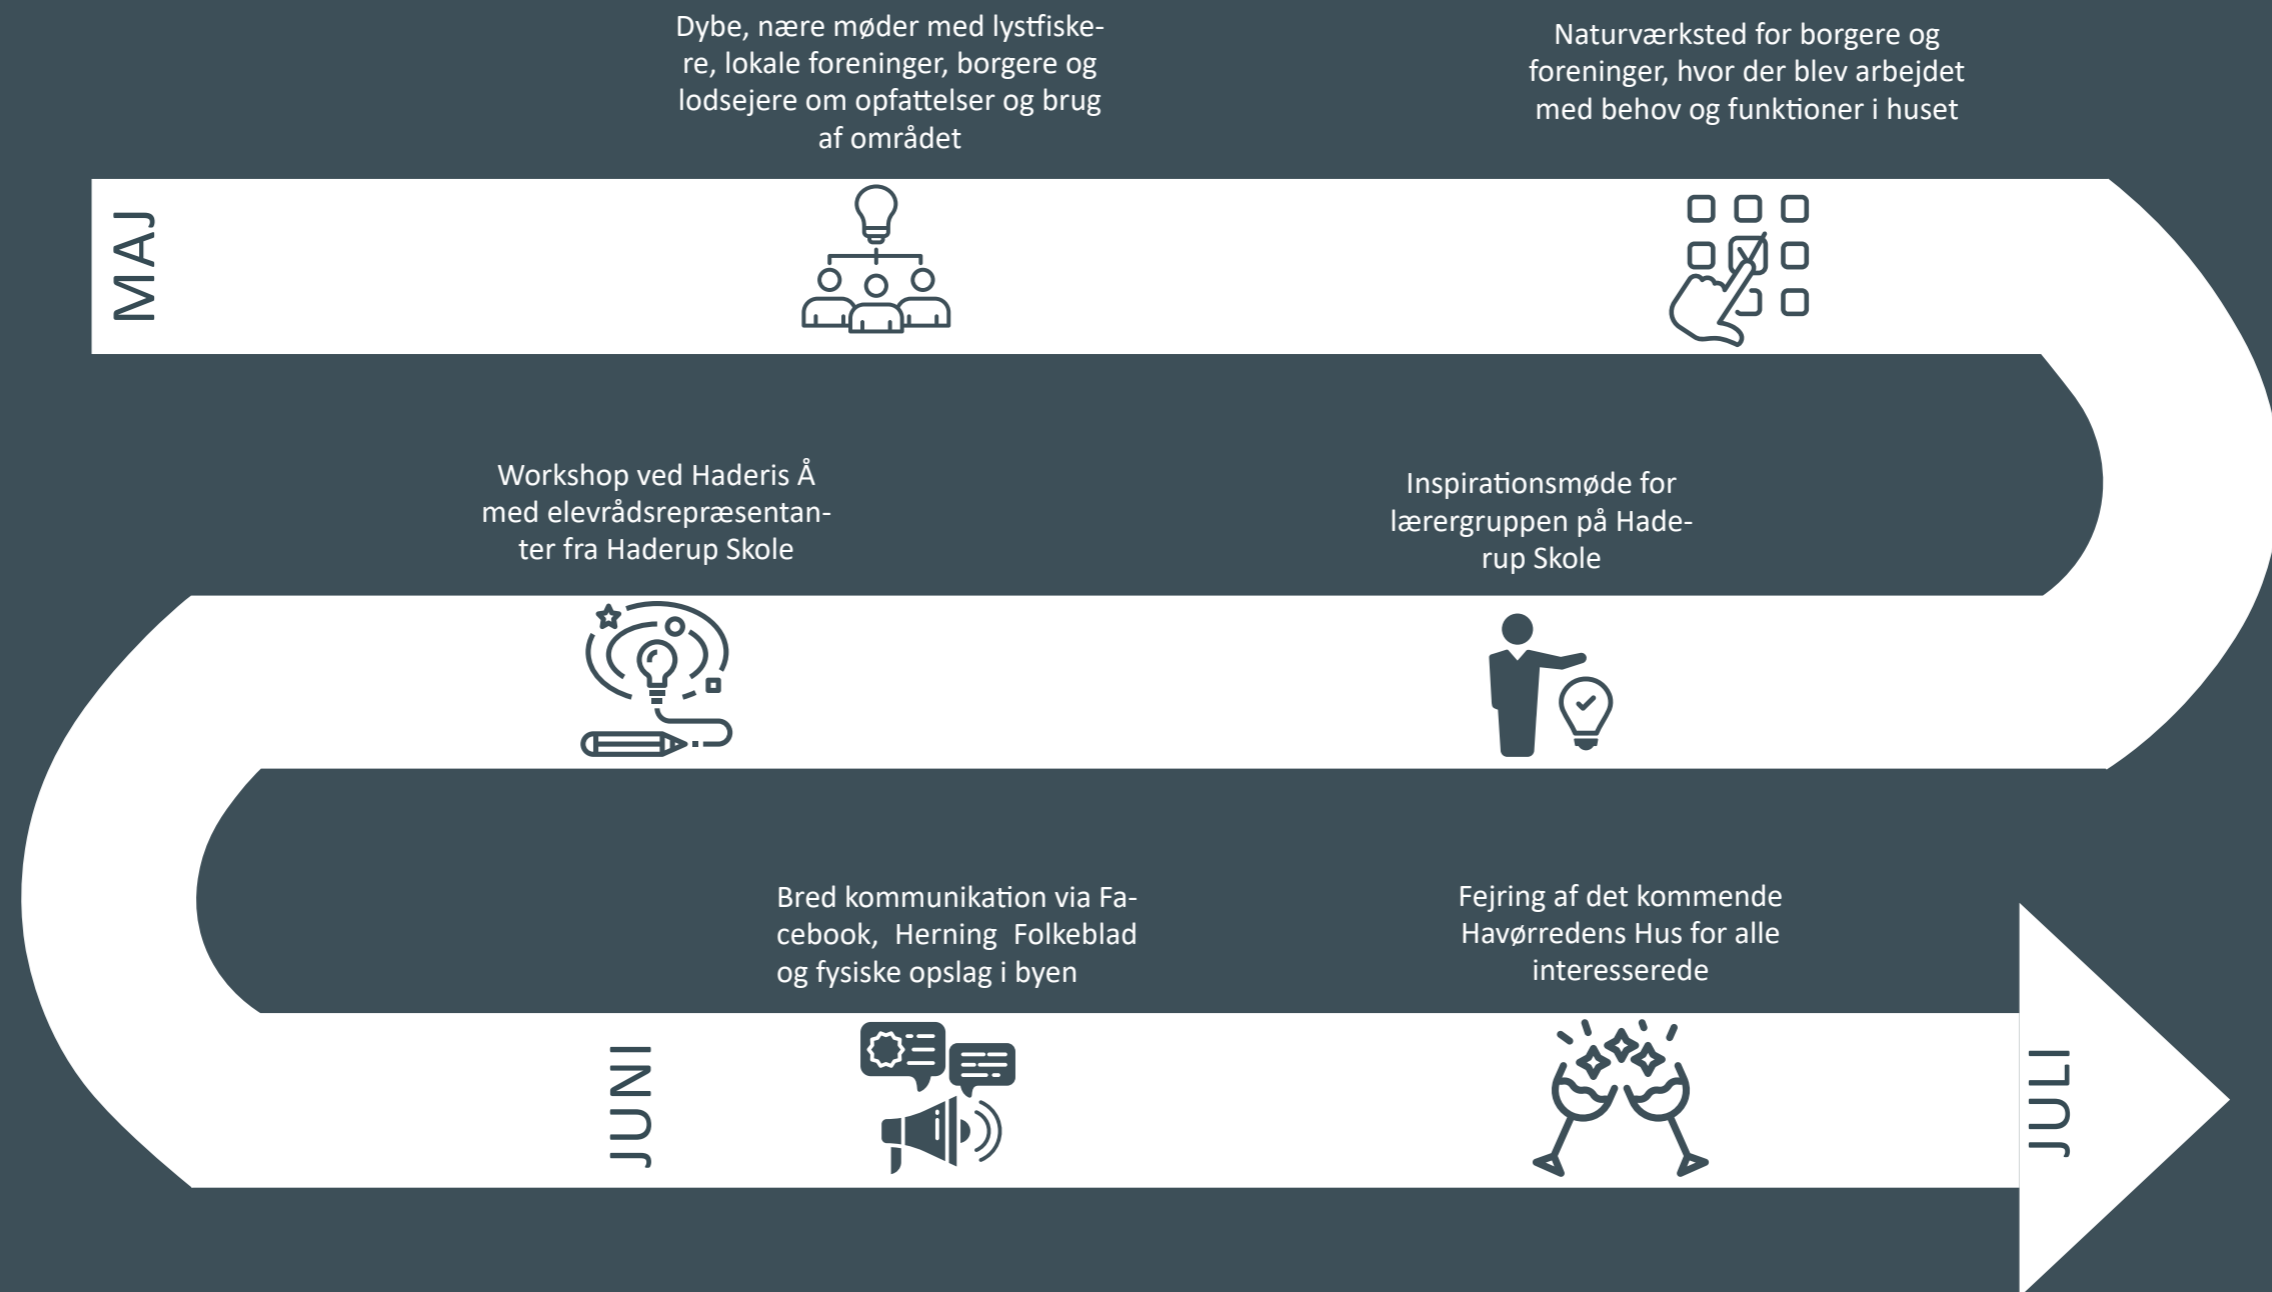 Dybe, nære møder med lystfiske-
re, lokale foreninger, borgere og
lodsejere om opfattelser og brug
af området
Naturværksted for borgere og
foreninger, hvor der blev arbejdet
med behov og funktioner i huset
MAJ
Inspirationsmøde for
lærergruppen på Hade-
rup Skole
Workshop ved Haderis Å
med elevrådsrepræsentan-
ter fra Haderup Skole
JUNI
Bred kommunikation via Fa-
cebook, Herning Folkeblad
og fysiske opslag i byen
Fejring af det kommende
Havørredens Hus for alle
interesserede
JULI